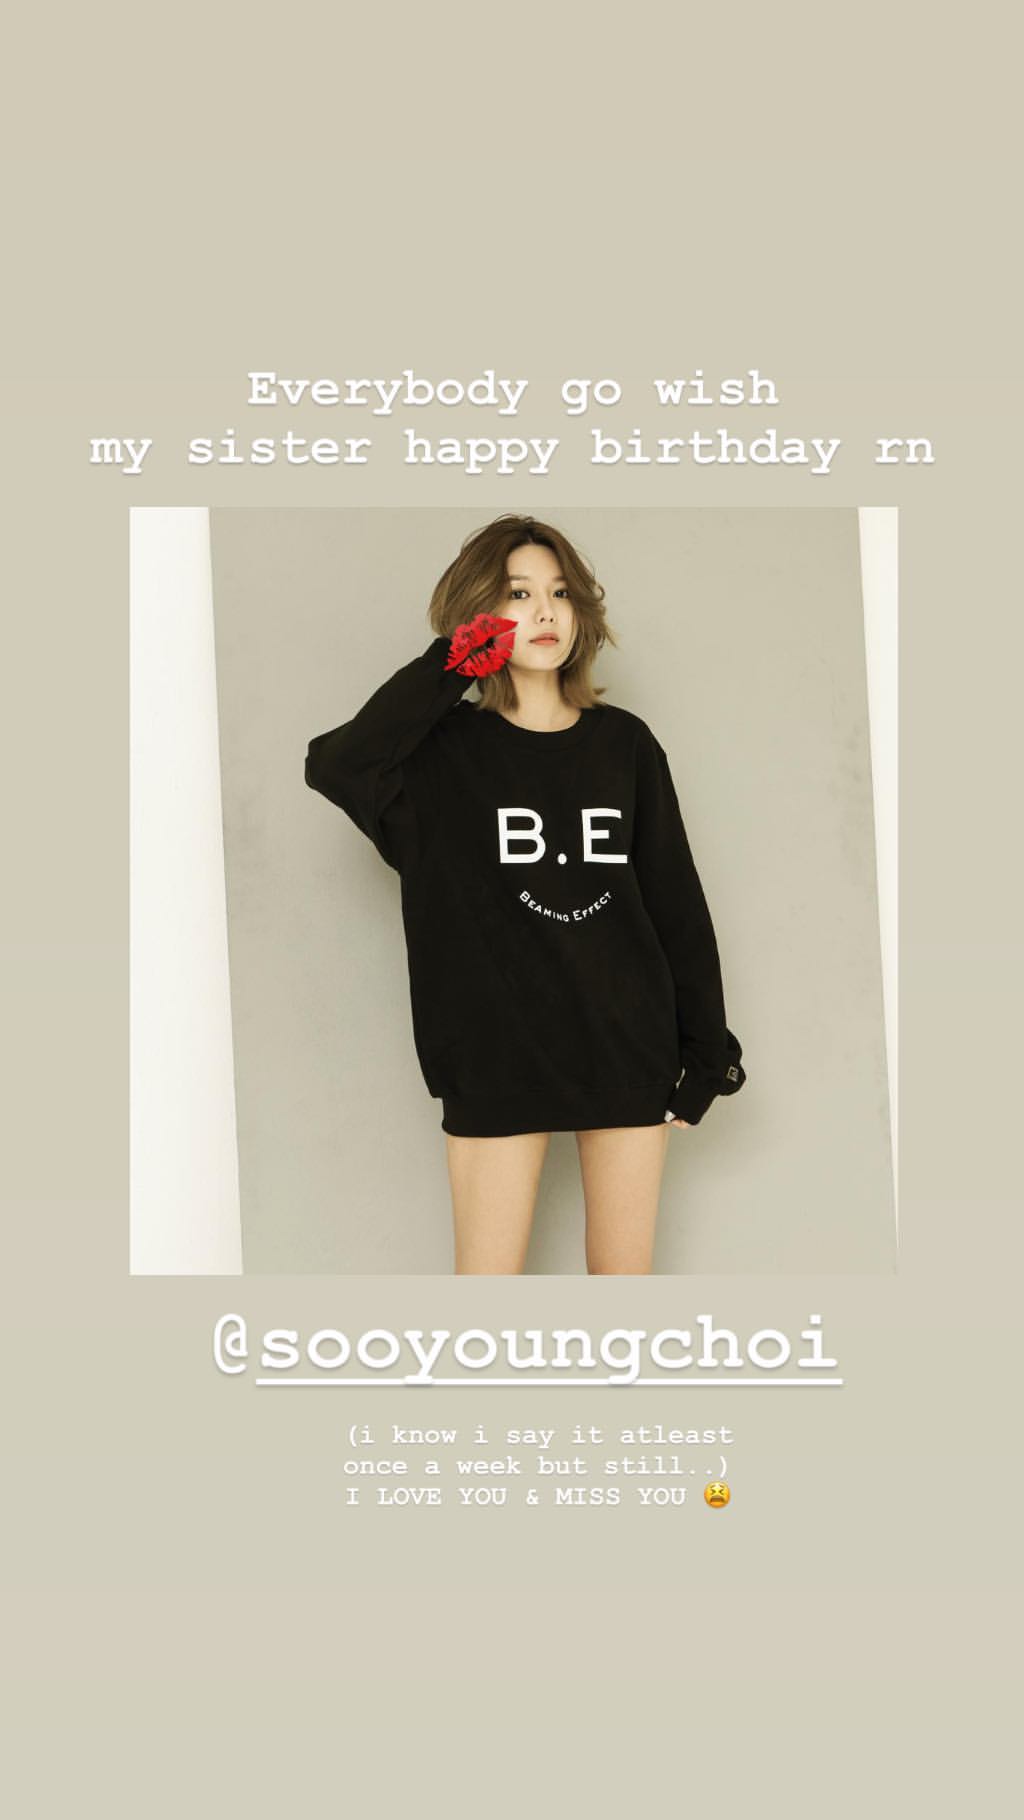 Everybody go wish
my sister happy birthday rn
B.E
BEAMING EFFECT
@sooyoungchoi
(i know i say it atleast
once a week but still..)
I LOVE YOU & MISS YOU 😫